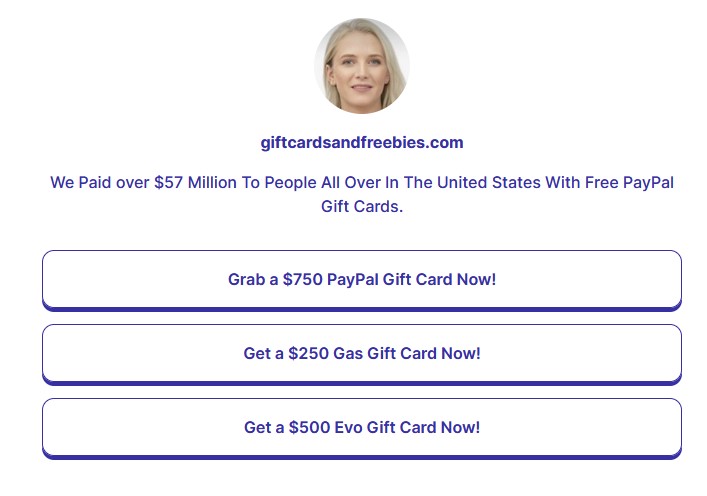 giftcardsandfreebies.com
We Paid over $57 Million To People All Over In The United States With Free PayPal
Gift Cards.
Grab a $750 PayPal Gift Card Now!
Get a $250 Gas Gift Card Now!
Get a $500 Evo Gift Card Now!